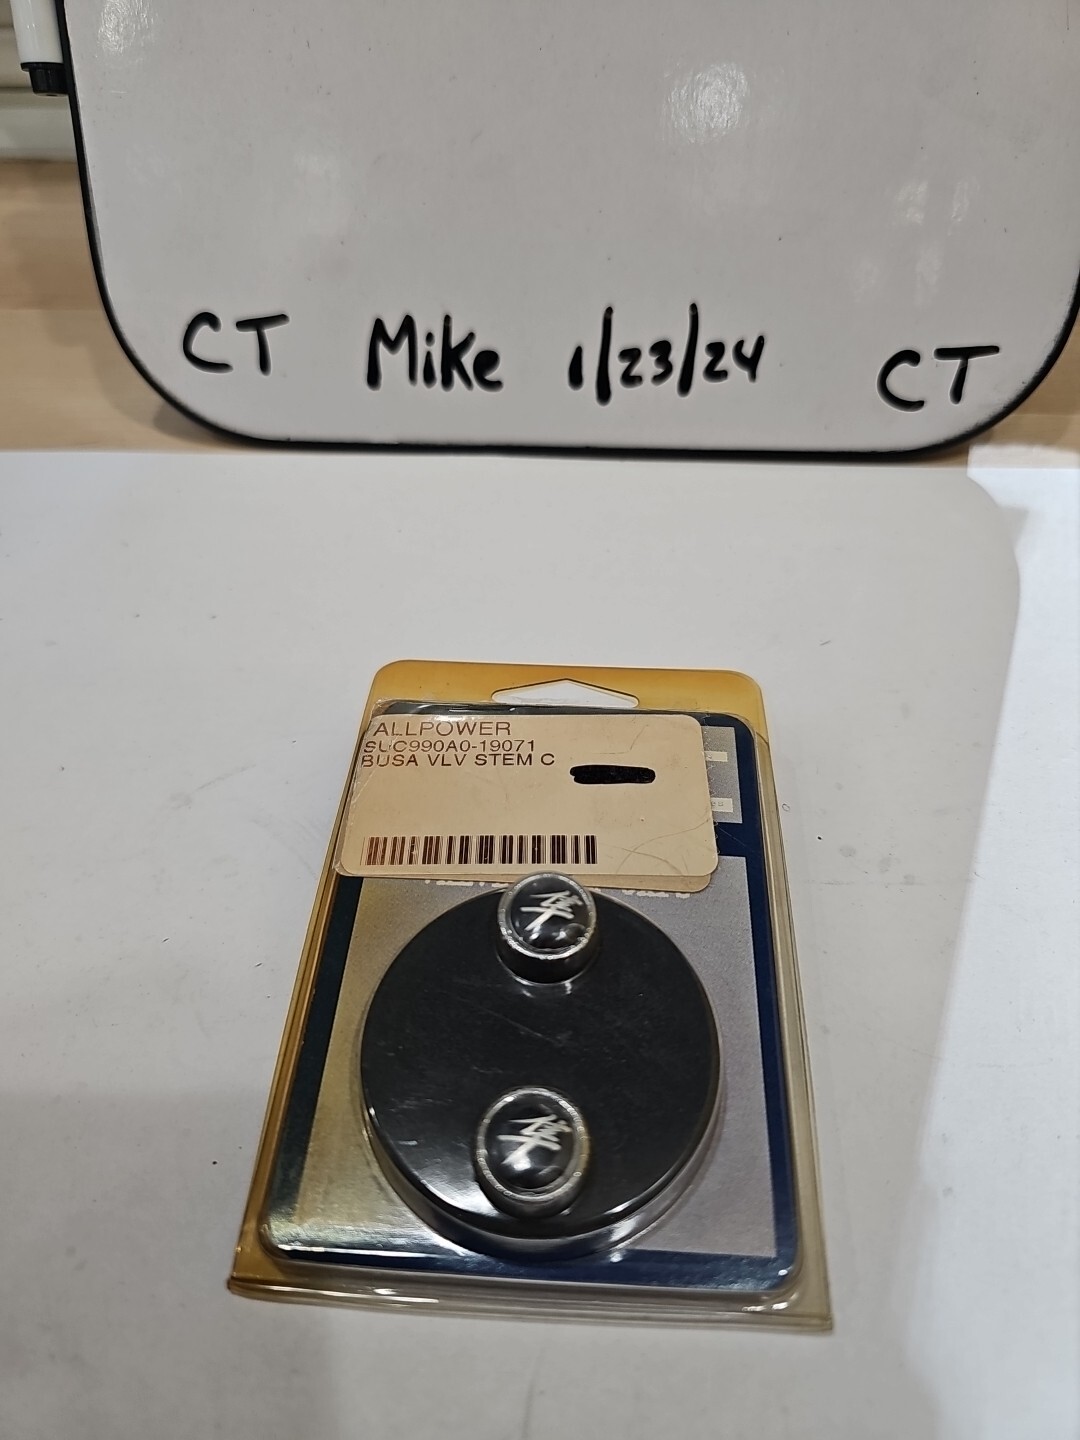 CT Mike 1/23/24 CT
ALLPOWER
SUC990A0-19071
BUSA VLV STEM C